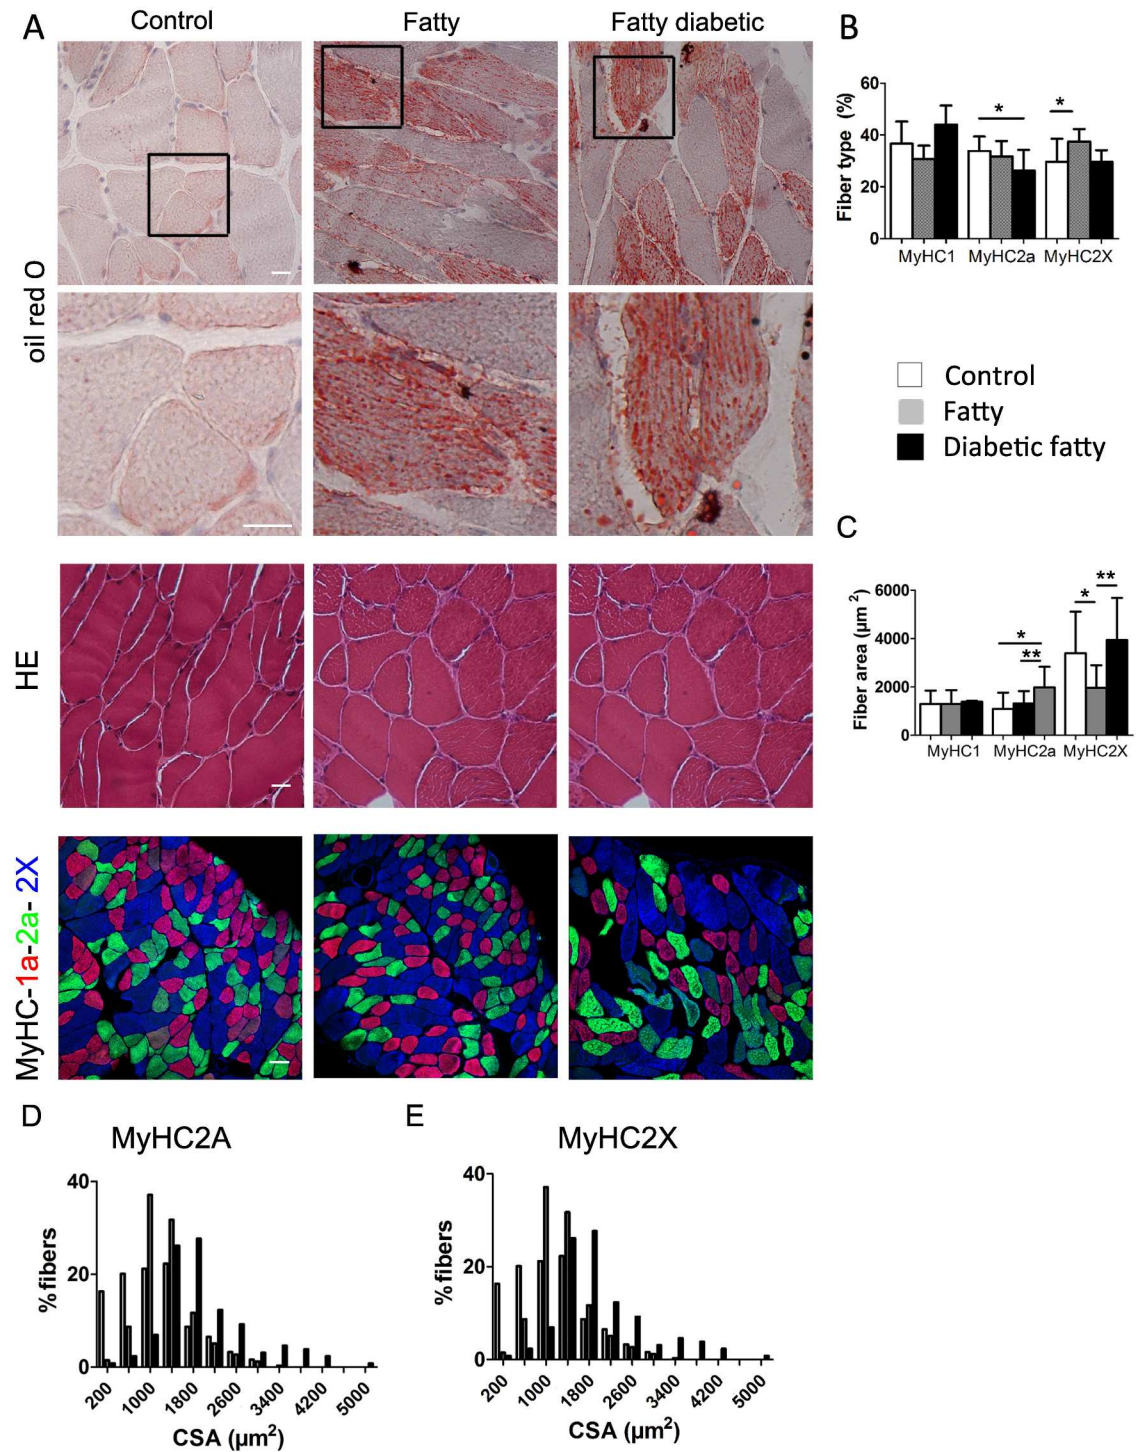 A
Control
Fatty
Fatty diabetic
oil red O
HE
MyHC-1a-2a-2X
B
Fiber type (%)
60
40
20
0
*
*
MyHC1
MyHC2a
MyHC2X
Control
Fatty
Diabetic fatty
C
Fiber area (µm ²)
6000
4000
2000
0
*
**
*
**
MyHC1
MyHC2a
MyHC2X
D
MyHC2A
% fibers
40
20
0
200
1000
1800
2600
3400
4200
5000
CSA (µm²)
E
MyHC2X
% fibers
40
20
0
200
1000
1800
2600
3400
4200
5000
CSA (µm²)